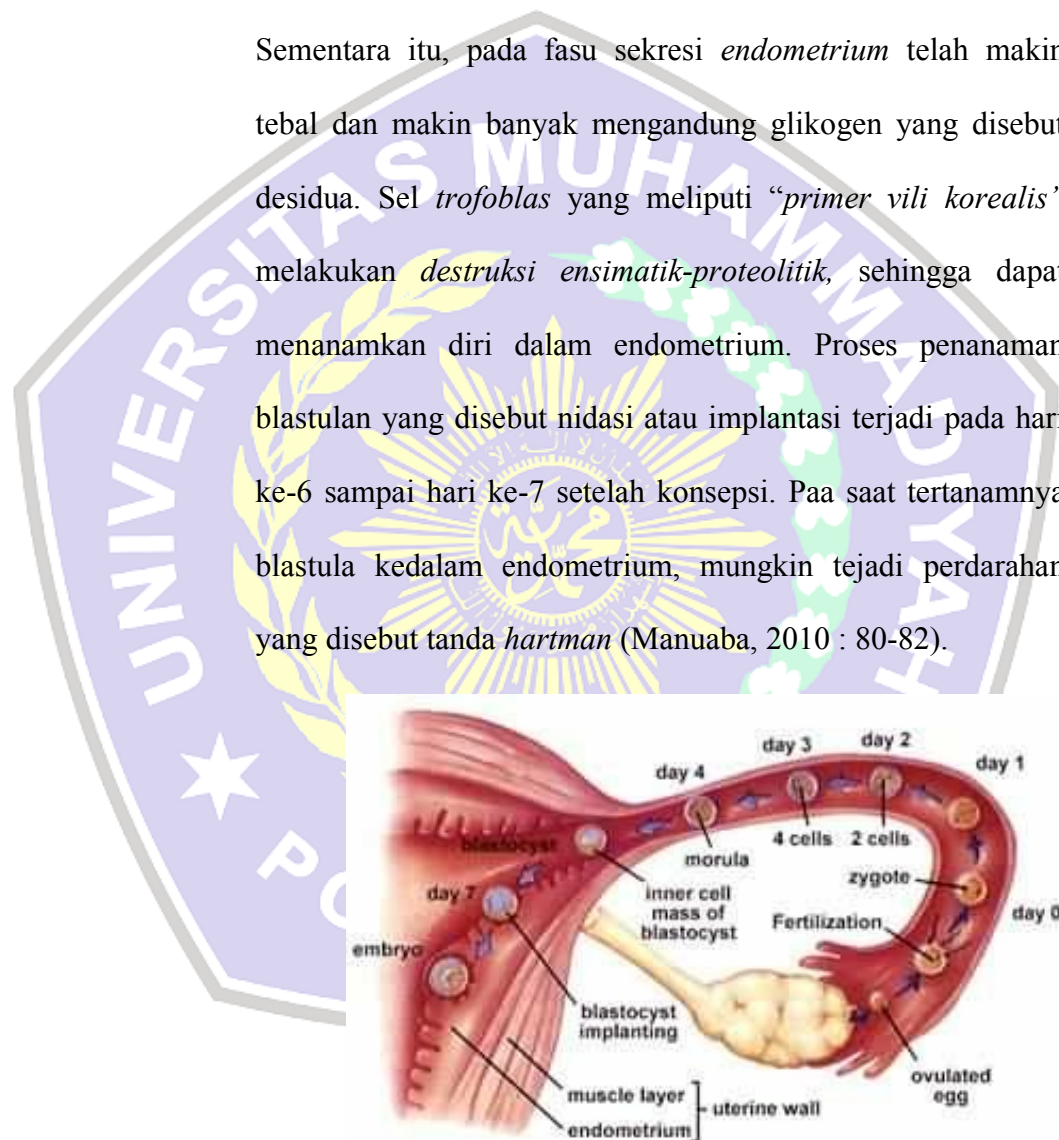 Sementara itu, pada fasu sekresi endometrium telah makin
tebal dan makin banyak mengandung glikogen yang disebut
desidua. Sel trofoblas yang meliputi “primer vili korealis”
melakukan destruksi ensimatik-proteolitik, sehingga dapat
menanamkan diri dalam endometrium. Proses penanaman
blastulan yang disebut nidasi atau implantasi terjadi pada hari
ke-6 sampai hari ke-7 setelah konsepsi. Paa saat tertanamnya
blastula kedalam endometrium, mungkin tejadi perdarahan
yang disebut tanda hartman (Manuaba, 2010 : 80-82).
UNIVERSITAS MUHAMMADIYAH
day 4
day 3
day 2
day 1
4 cells
2 cells
morula
zygote
day 0
blastocyst
inner cell
mass of
blastocyst
Fertilization
day 7
embryo
blastocyst
implanting
ovulated
egg
muscle layer
endometrium
uterine wall